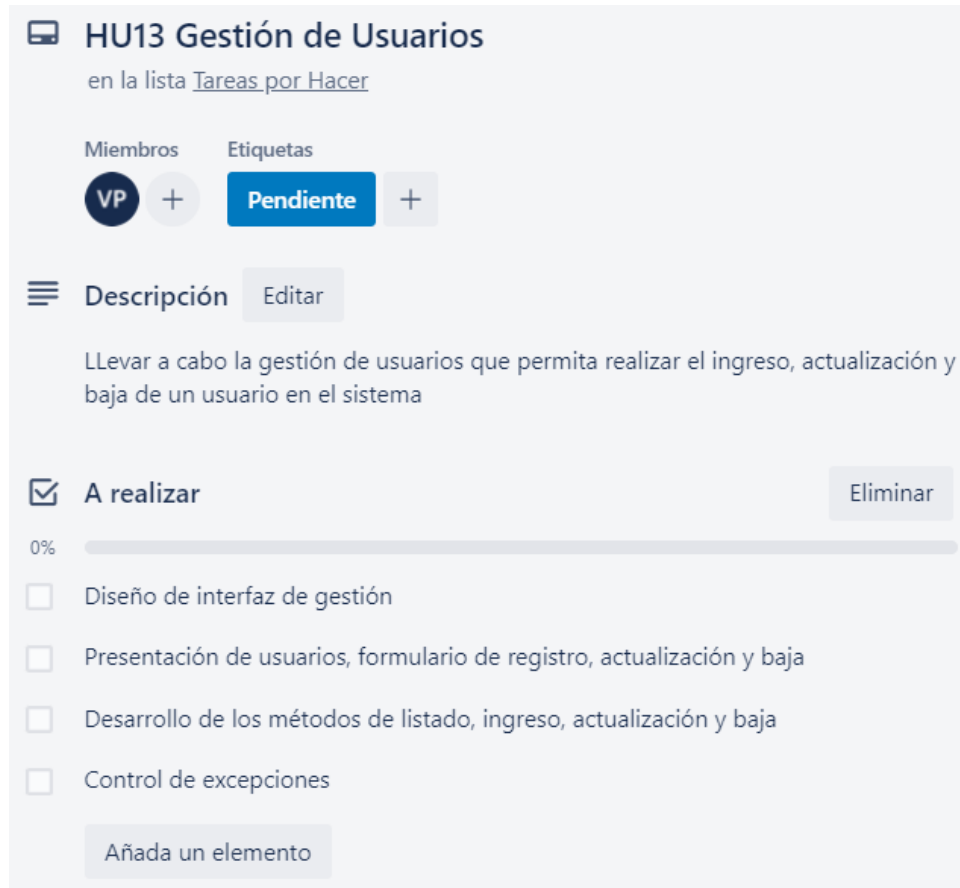 HU13 Gestión de Usuarios
en la lista Tareas por Hacer
Miembros Etiquetas
VP + Pendiente +
Descripción Editar
LLevar a cabo la gestión de usuarios que permita realizar el ingreso, actualización y
baja de un usuario en el sistema
A realizar Eliminar
0%
Diseño de interfaz de gestión
Presentación de usuarios, formulario de registro, actualización y baja
Desarrollo de los métodos de listado, ingreso, actualización y baja
Control de excepciones
Añada un elemento